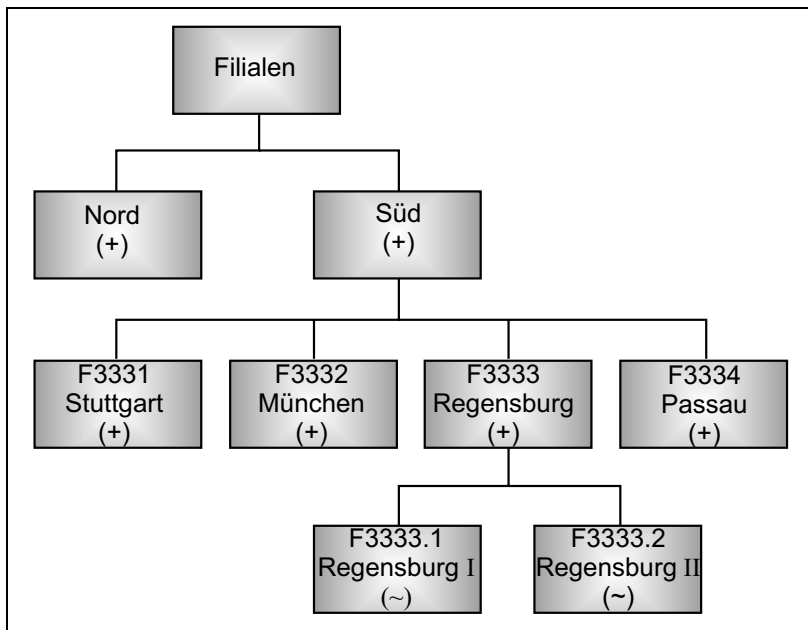 Filialen
Nord
(+)
Süd
(+)
F3331
Stuttgart
(+)
F3332
München
(+)
F3333
Regensburg
(+)
F3334
Passau
(+)
F3333.1
Regensburg I
(~)
F3333.2
Regensburg II
(~)